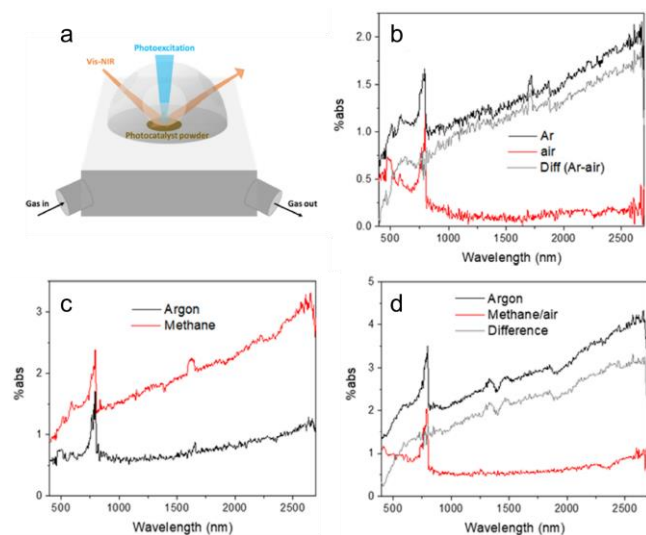 a
Photoexcitation
Vis-NIR
Photocatalyst powder
Gas in
Gas out
b
2.0
1.5
1.0
0.5
0.0
%abs
Ar
air
Diff (Ar-air)
500 1000 1500 2000 2500
Wavelength (nm)
c
3
2
1
0
%abs
Argon
Methane
500 1000 1500 2000 2500
Wavelength (nm)
d
5
4
3
2
1
0
%abs
Argon
Methane/air
Difference
500 1000 1500 2000 2500
Wavelength (nm)